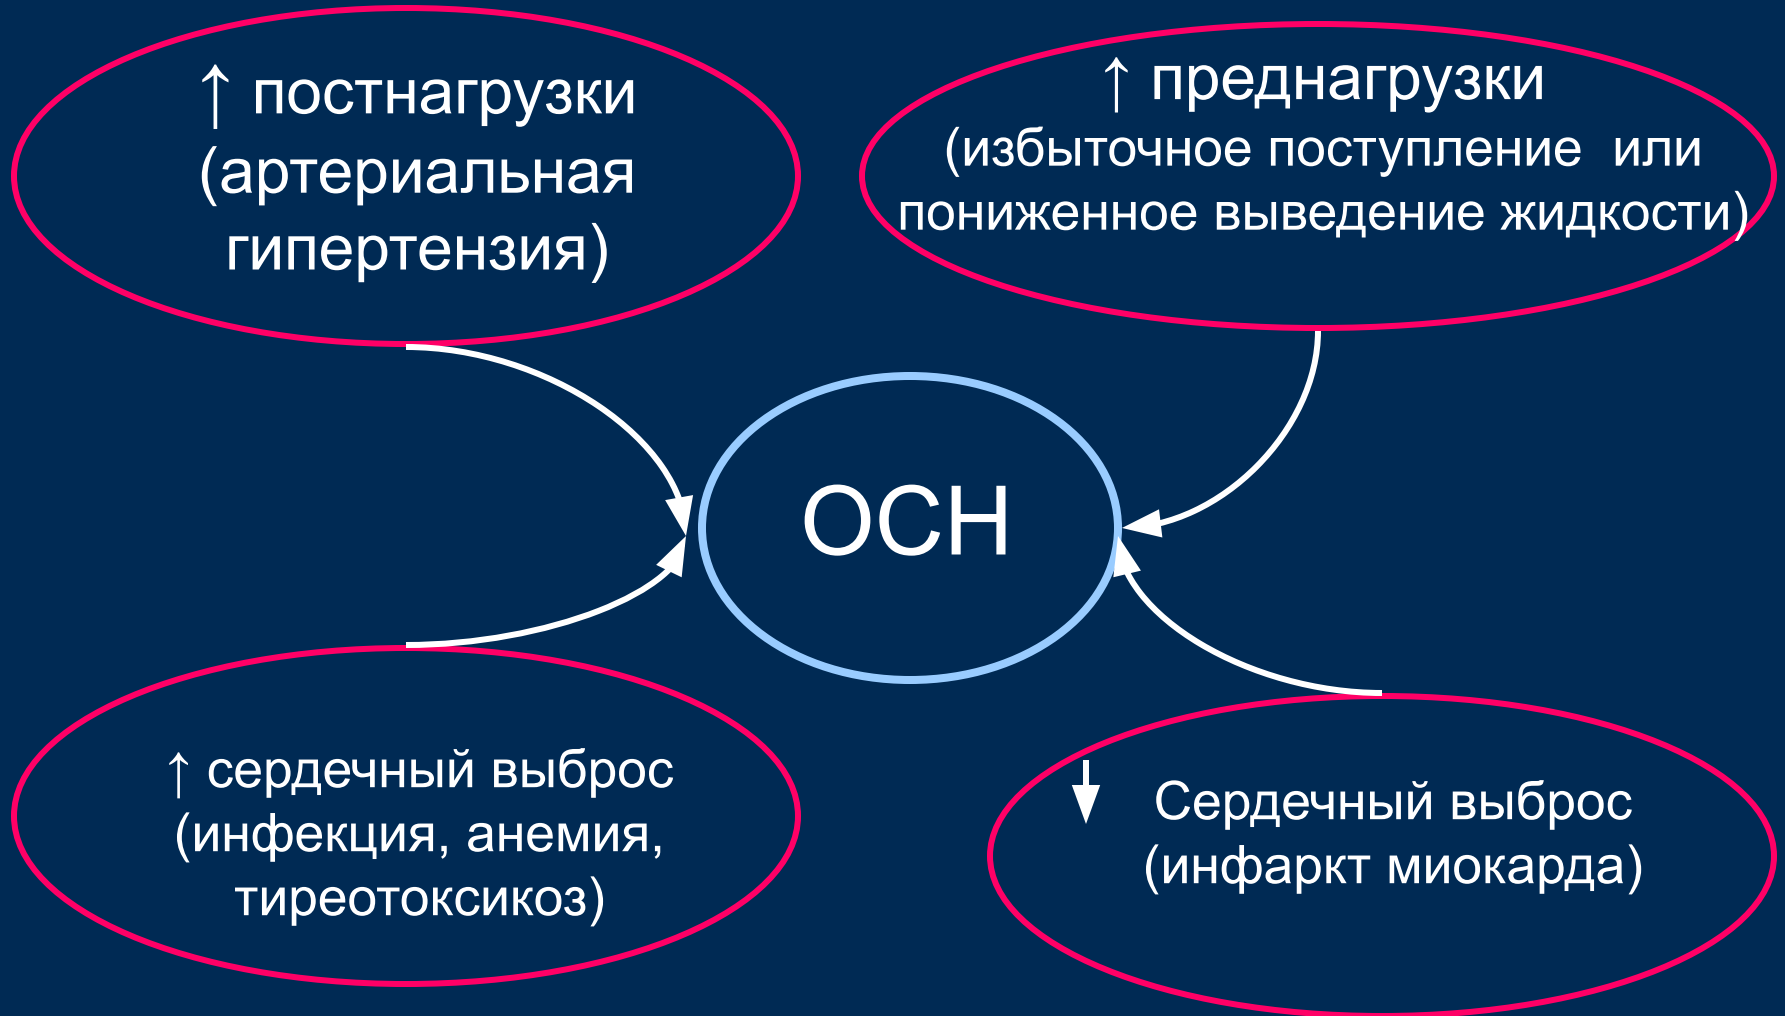 ↑ постнагрузки
(артериальная
гипертензия)
↑ преднагрузки
(избыточное поступление или
пониженное выведение жидкости)
ОСН
↑ сердечный выброс
(инфекция, анемия,
тиреотоксикоз)
Сердечный выброс
(инфаркт миокарда)